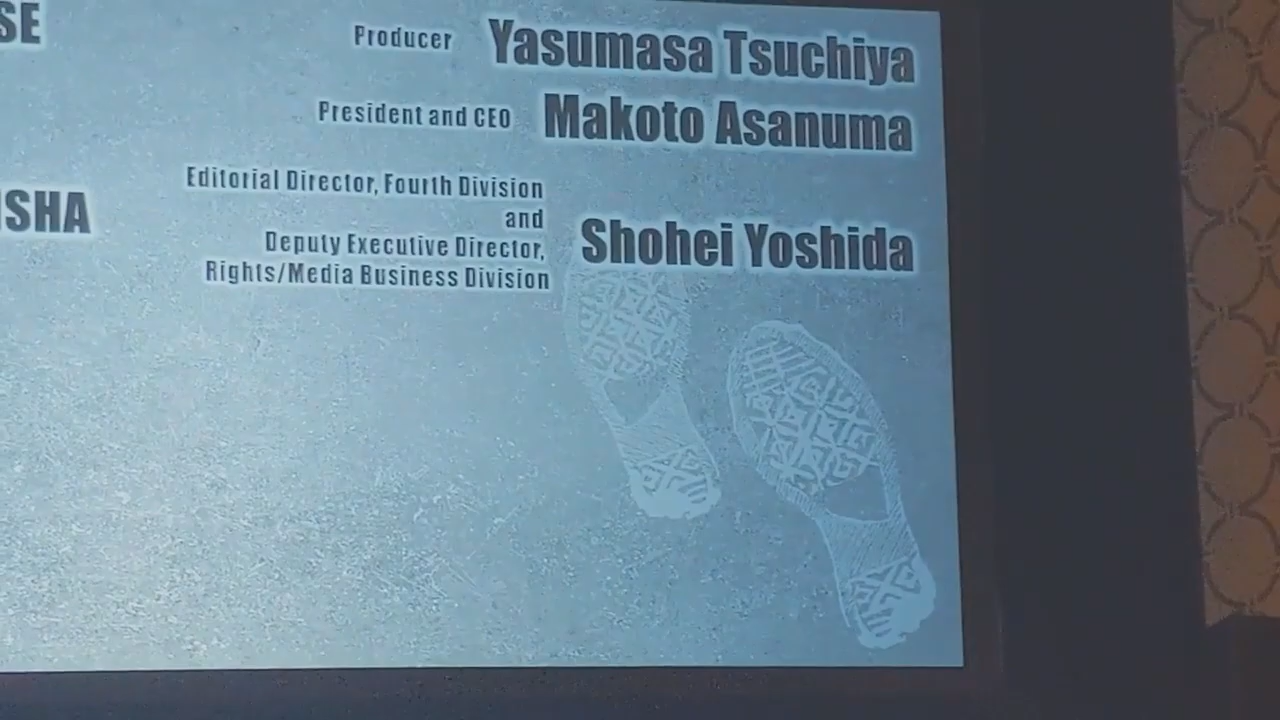 SE
Producer Yasumasa Tsuchiya
President and CEO Makoto Asanuma
Editorial Director, Fourth Division
and
ISHA
Deputy Executive Director, Shohei Yoshida
Rights/Media Business Division